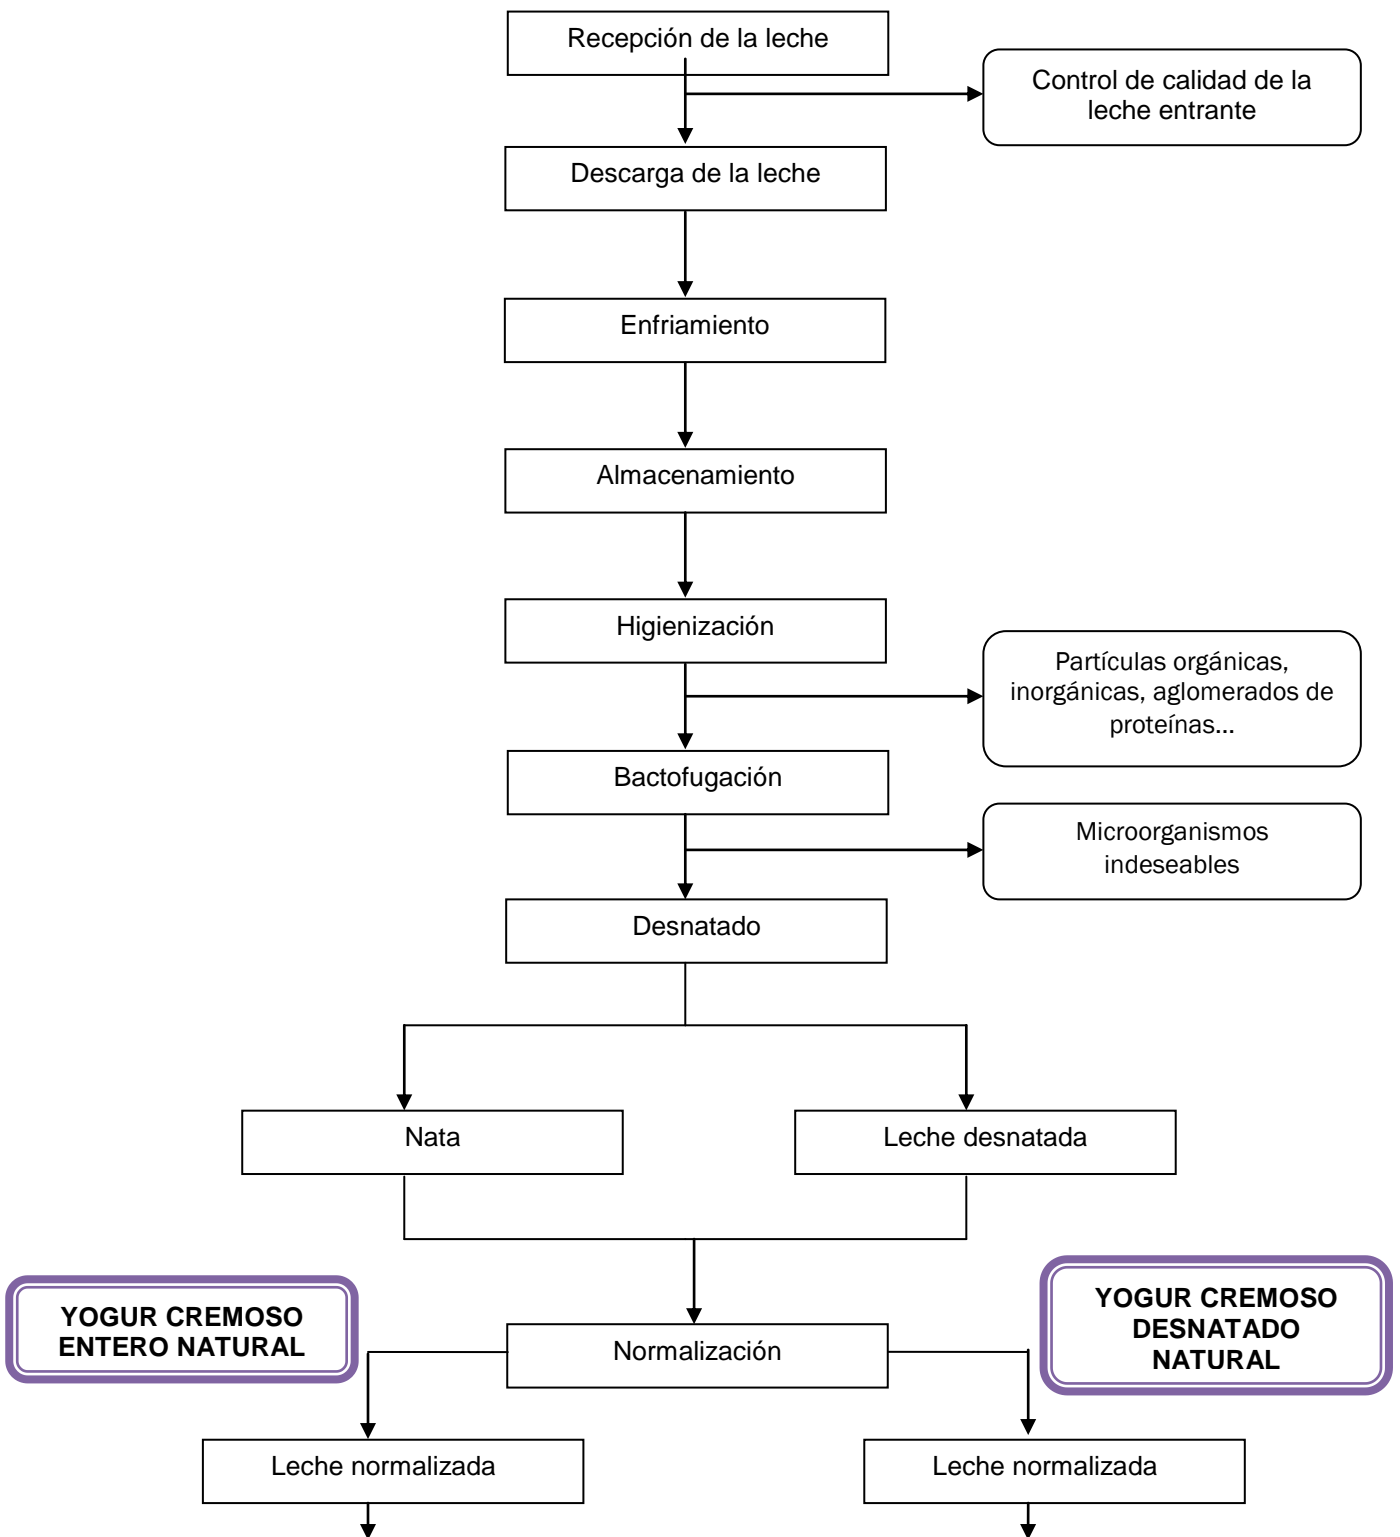 Recepción de la leche
Control de calidad de la
leche entrante
Descarga de la leche
Enfriamiento
Almacenamiento
Higienización
Partículas orgánicas,
inorgánicas, aglomerados de
proteínas...
Bactofugación
Microorganismos
indeseables
Desnatado
Nata
Leche desnatada
YOGUR CREMOSO
ENTERO NATURAL
YOGUR CREMOSO
DESNATADO
NATURAL
Normalización
Leche normalizada
Leche normalizada